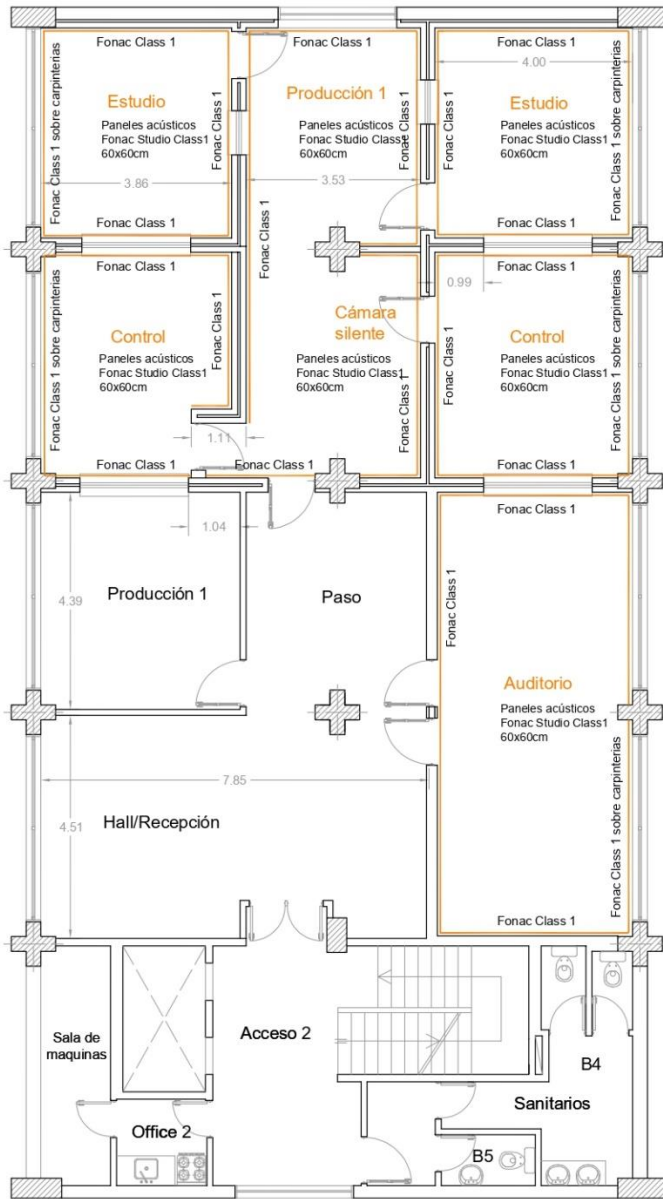 Fonac Class 1
Fonac Class 1
Fonac Class 1
Estudio
Paneles acústicos
Fonac Studio Class1
60x60cm
3.86
Fonac Class 1
Fonac Class 1 sobre carpinterias
Fonac Class 1
Producción 1
Paneles acústicos
Fonac Studio Class1
60x60cm
3.53
Fonac Class 1
Fonac Class 1
4.00
Estudio
Paneles acústicos
Fonac Studio Class1
60x60cm
Fonac Class 1
Fonac Class 1
Fonac Class 1 sobre carpinterias
Fonac Class 1
Control
Paneles acústicos
Fonac Studio Class1
60x60cm
Fonac Class 1
Fonac Class 1 sobre carpinterias
Fonac Class 1
1.11
Cámara
silente
Paneles acústicos
Fonac Studio Class1
60x60cm
Fonac Class 1
Fonac Class 1
0.99
Fonac Class 1
Control
Paneles acústicos
Fonac Studio Class1
60x60cm
Fonac Class 1
Fonac Class 1 sobre carpinterias
1.04
4.39
Producción 1
Paso
Fonac Class 1
Fonac Class 1
Auditorio
Paneles acústicos
Fonac Studio Class1
60x60cm
Fonac Class 1 sobre carpinterias
Fonac Class 1
7.85
4.51
Hall/Recepción
Sala de
maquinas
Acceso 2
Office 2
B4
Sanitarios
B5